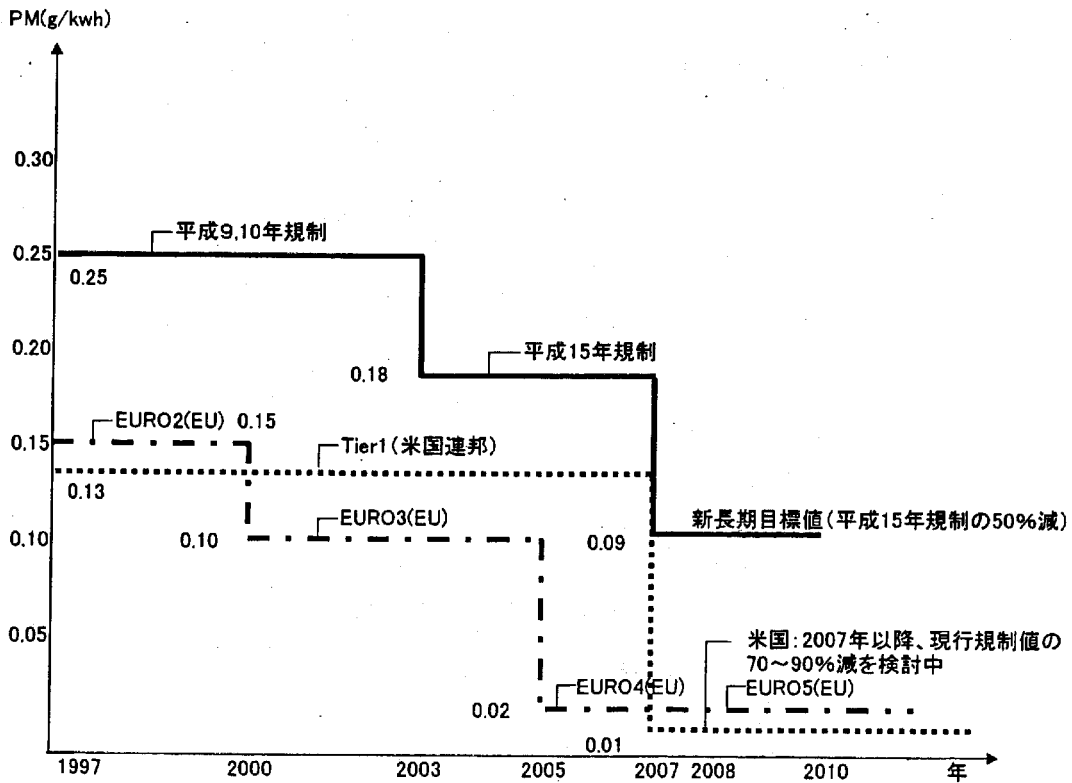 PM(g/kwh)
0.30
平成9,10年規制
0.25
0.25
0.20
平成15年規制
0.18
EURO2(EU) 0.15
0.15
Tier1(米国連邦)
0.13
EURO3(EU)
新長期目標値(平成15年規制の50%減)
0.10
0.10
0.09
0.05
米国:2007年以降、現行規制値の
70〜90%減を検討中
EURO4(EU)
EURO5(EU)
0.02
0.01
1997
2000
2003
2005
2007
2008
2010
年